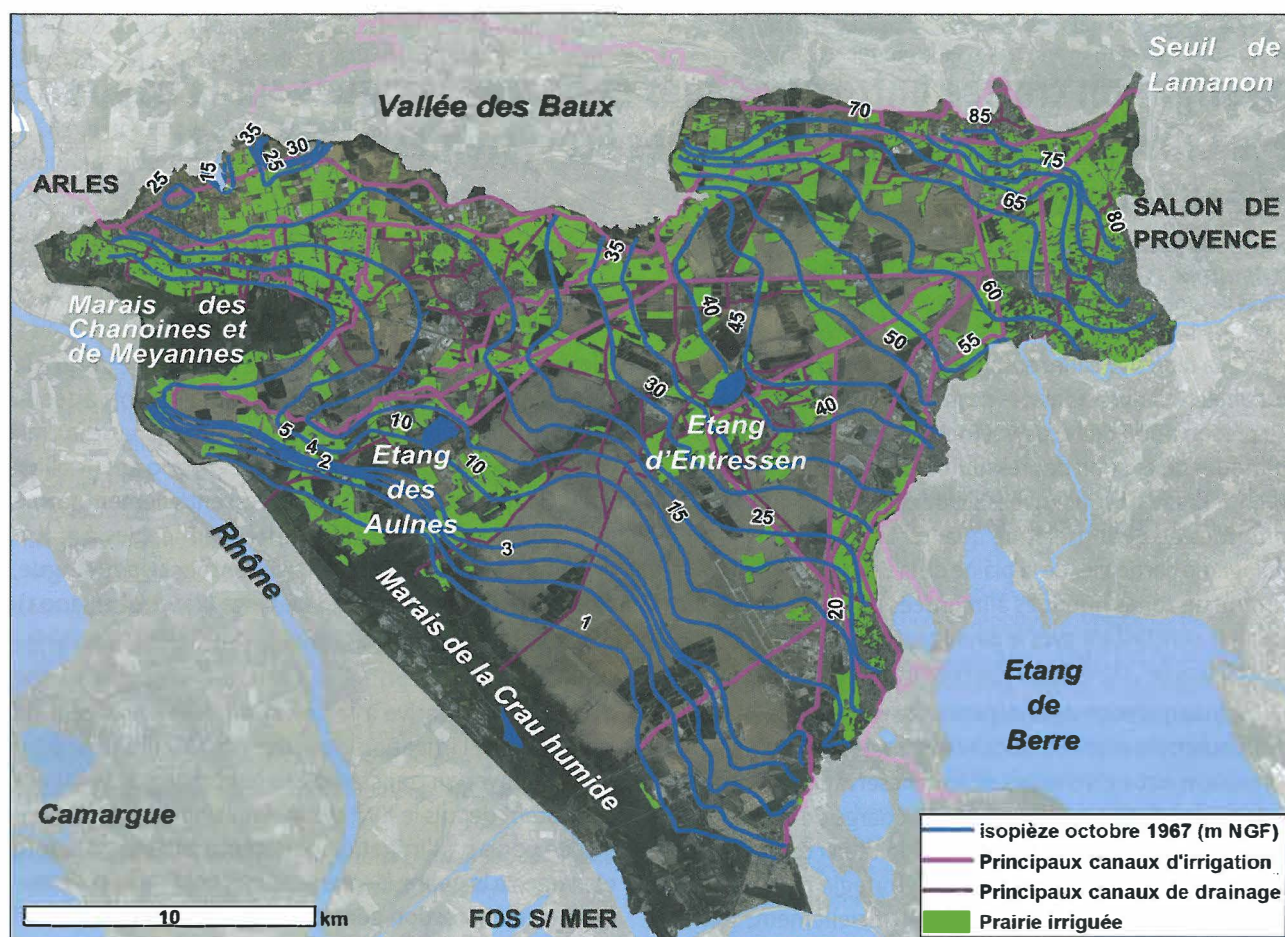 Seuil de
Lamanon
Vallée des Baux
70
85
35
30
25
15
25
75
ARLES
65
80
SALON DE
PROVENCE
35
60
Marais des
Chanoines et
de Meyannes
40
45
50
55
30
40
5
4
2
10
10
Etang
d'Entressen
Etang
des
Aulnes
15
25
3
Rhône
20
1
Marais de la Crau humide
Etang
de
Berre
Camargue
isopièze octobre 1967 (m NGF)
Principaux canaux d'irrigation
Principaux canaux de drainage
Prairie irriguée
10 km
FOS S/ MER